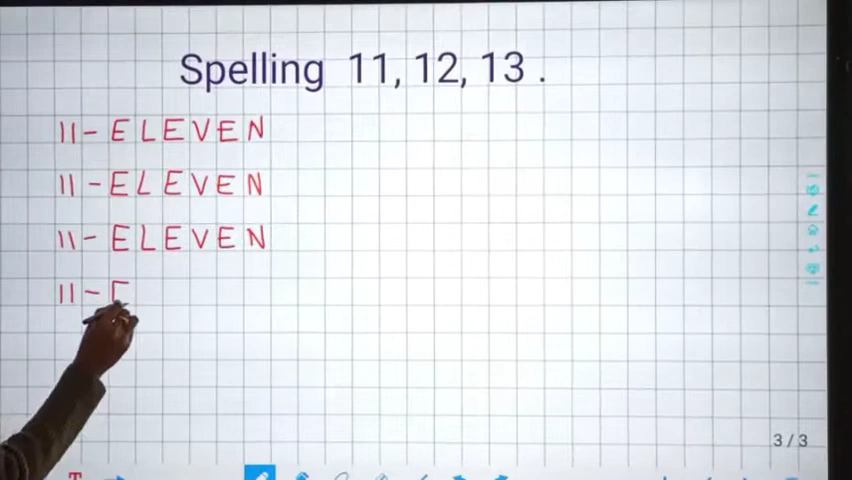 Spelling 11, 12, 13 .
11 - ELEVEN
11 - ELEVEN
11 - ELEVEN
11 -
3/3
T